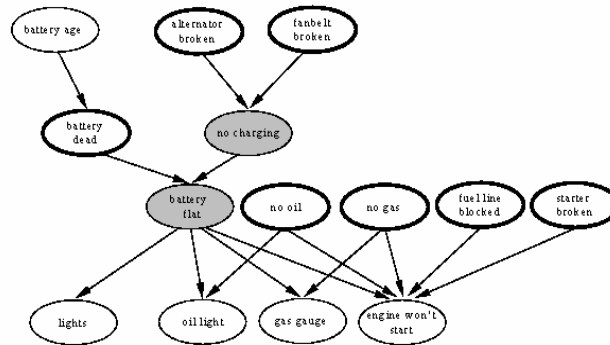 battery age
alternator
broken
fanbelt
broken
battery
dead
no charging
battery
flat
no oil
no gas
fuel line
blocked
starter
broken
lights
oil light
gas gauge
engine won't
start